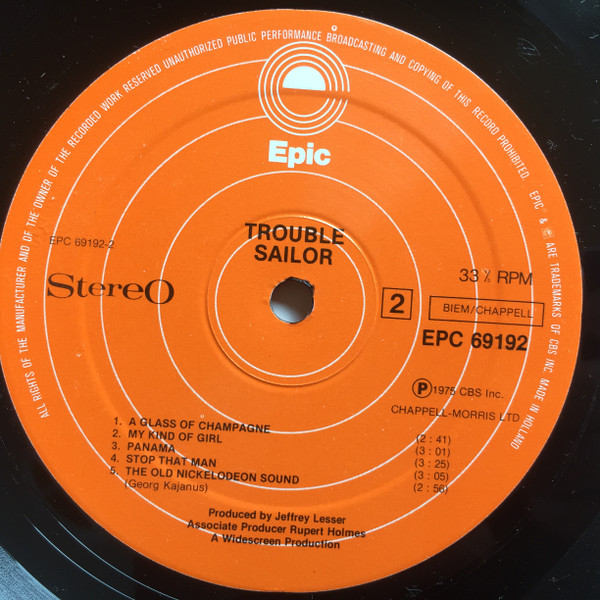 ALL RIGHTS OF THE MANUFACTURER AND OF THE OWNER OF THE RECORDED WORK RESERVED UNAUTHORIZED PUBLIC PERFORMANCE BROADCASTING AND COPYING OF THIS RECORD PROHIBITED. EPIC & ARE TRADEMARKS OF CBS INC. MADE IN HOLLAND
Epic
TROUBLE
SAILOR
EPC 69192-2
Stereo
33⅓ RPM
2
BIEM/CHAPPELL
EPC 69192
Ⓟ1975 CBS Inc.
CHAPPELL-MORRIS LTD
1. A GLASS OF CHAMPAGNE (2 : 41)
2. MY KIND OF GIRL (3 : 01)
3. PANAMA (3 : 25)
4. STOP THAT MAN (3 : 05)
5. THE OLD NICKELODEON SOUND (2 : 56)
(Georg Kajanus)
Produced by Jeffrey Lesser
Associate Producer Rupert Holmes
A Widescreen Production